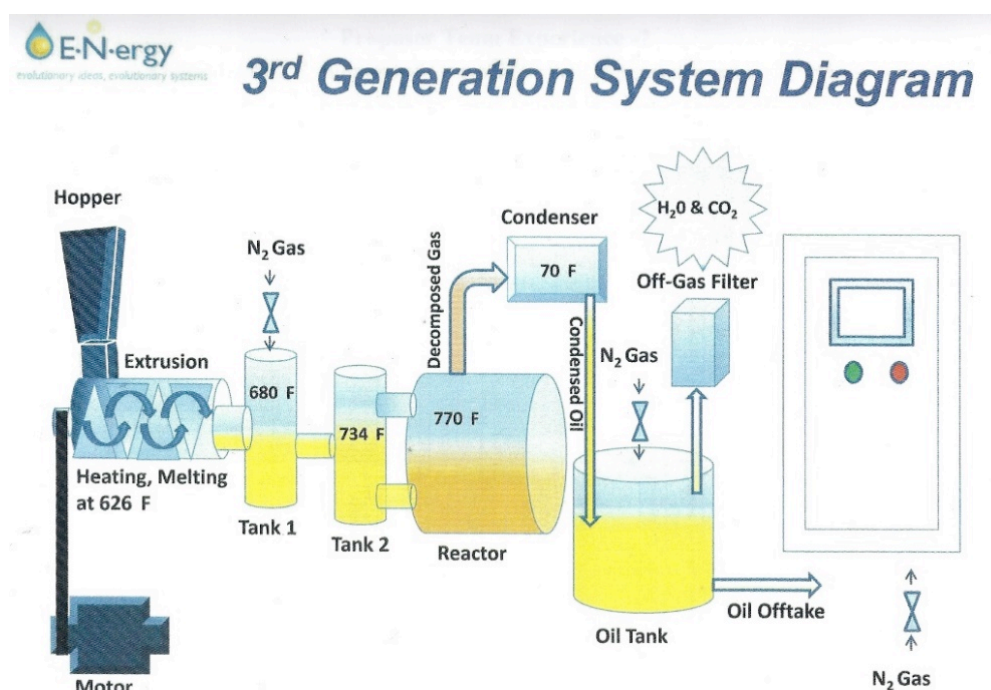 E·N·ergy
evolutionary ideas, evolutionary systems
3rd Generation System Diagram
Hopper
N2 Gas
Extrusion
680 F
Heating, Melting
at 626 F
Tank 1
734 F
Tank 2
Decomposed Gas
770 F
Reactor
Condenser
70 F
Condensed Oil
H20 & CO2
Off-Gas Filter
N2 Gas
Oil Tank
Oil Offtake
N2 Gas
Motor